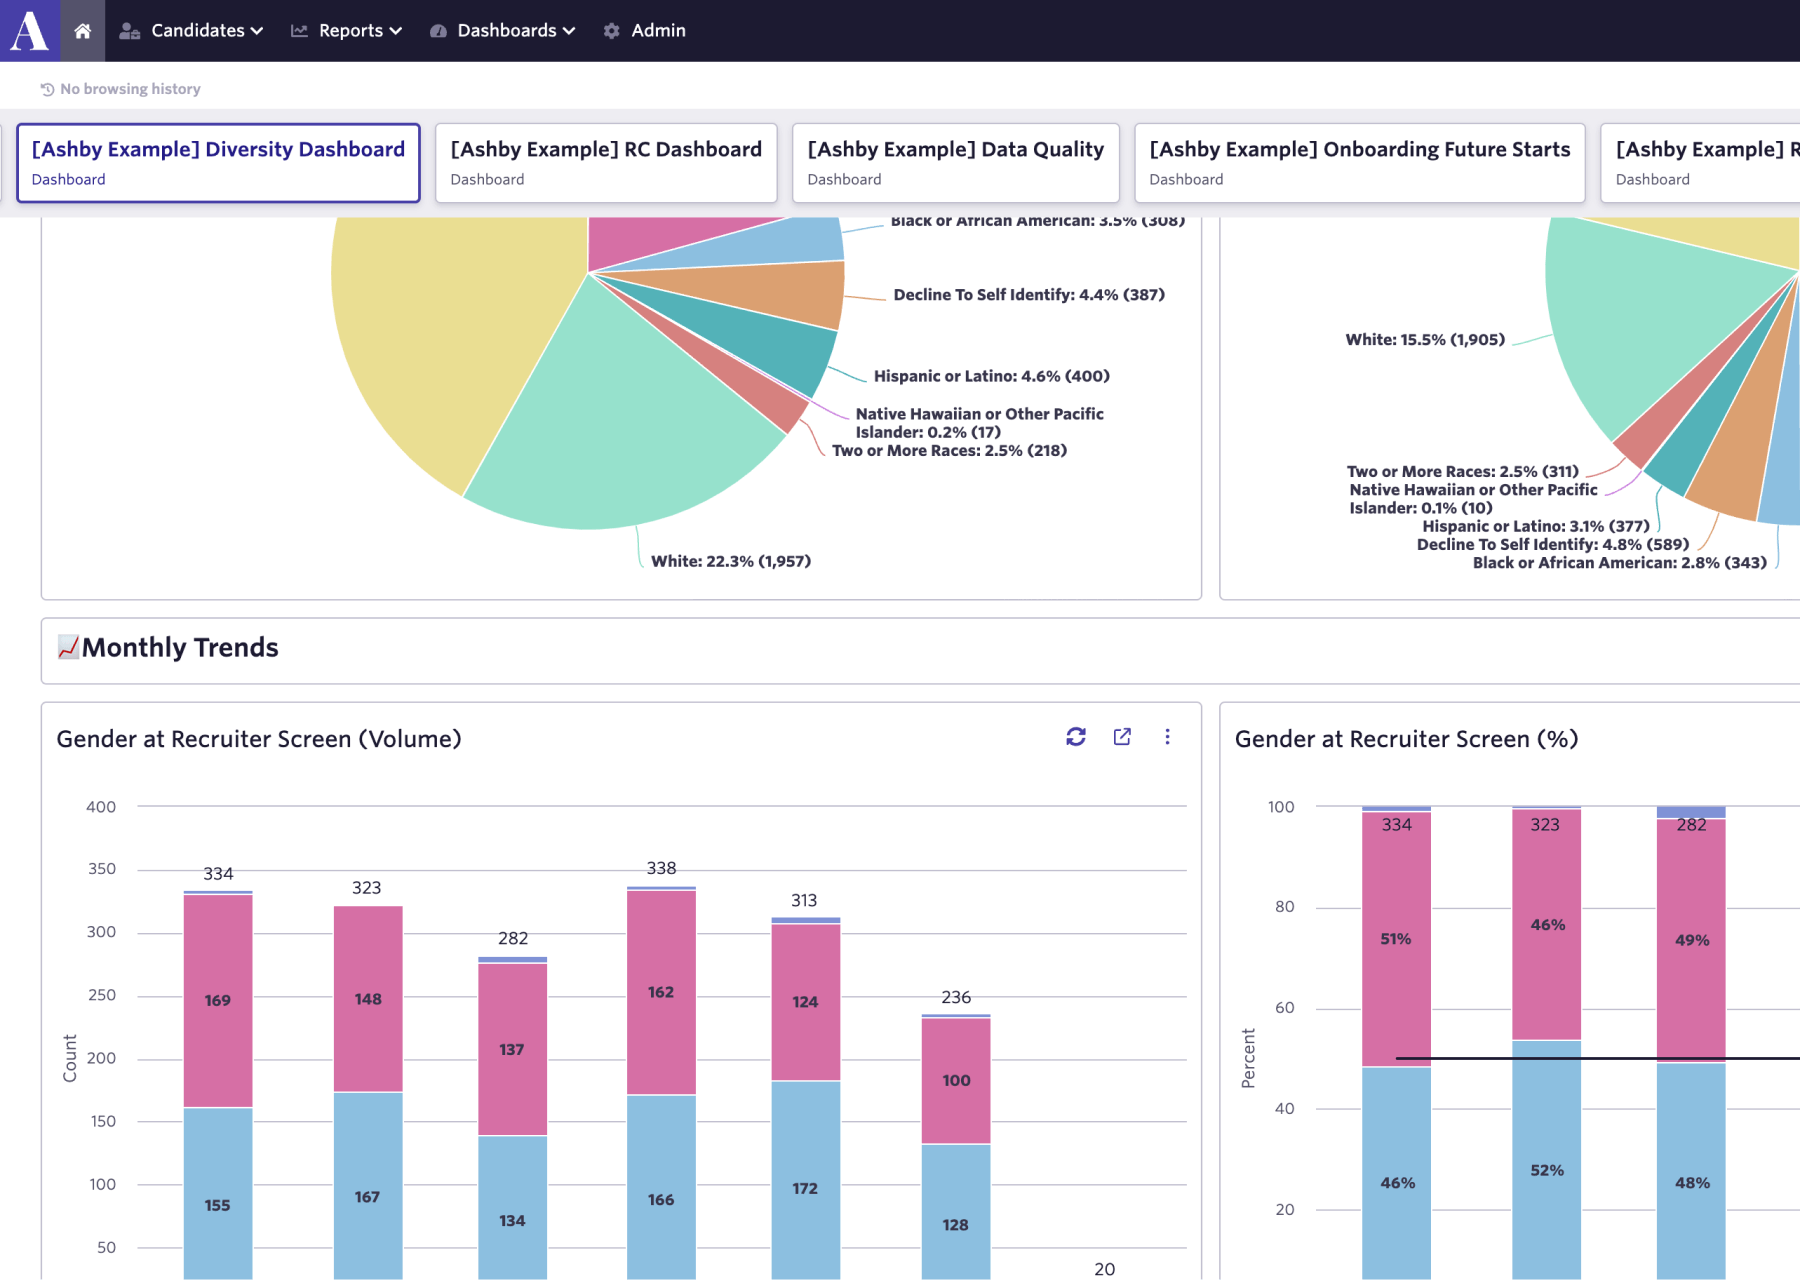 A
Candidates
Reports
Dashboards
Admin
No browsing history
[Ashby Example] Diversity Dashboard
Dashboard
[Ashby Example] RC Dashboard
Dashboard
[Ashby Example] Data Quality
Dashboard
[Ashby Example] Onboarding Future Starts
Dashboard
[Ashby Example] R
Dashboard
Black or African American: 3.5% (308)
Decline To Self Identify: 4.4% (387)
Hispanic or Latino: 4.6% (400)
Native Hawaiian or Other Pacific
Islander: 0.2% (17)
Two or More Races: 2.5% (218)
White: 22.3% (1,957)
White: 15.5% (1,905)
Two or More Races: 2.5% (311)
Native Hawaiian or Other Pacific
Islander: 0.1% (10)
Hispanic or Latino: 3.1% (377)
Decline To Self Identify: 4.8% (589)
Black or African American: 2.8% (343)
Monthly Trends
Gender at Recruiter Screen (Volume)
Count
400
350
300
250
200
150
100
50
334
169
155
323
148
167
282
137
134
338
162
166
313
124
172
236
100
128
20
Gender at Recruiter Screen (%)
Percent
100
80
60
40
20
334
51%
46%
323
46%
52%
282
49%
48%